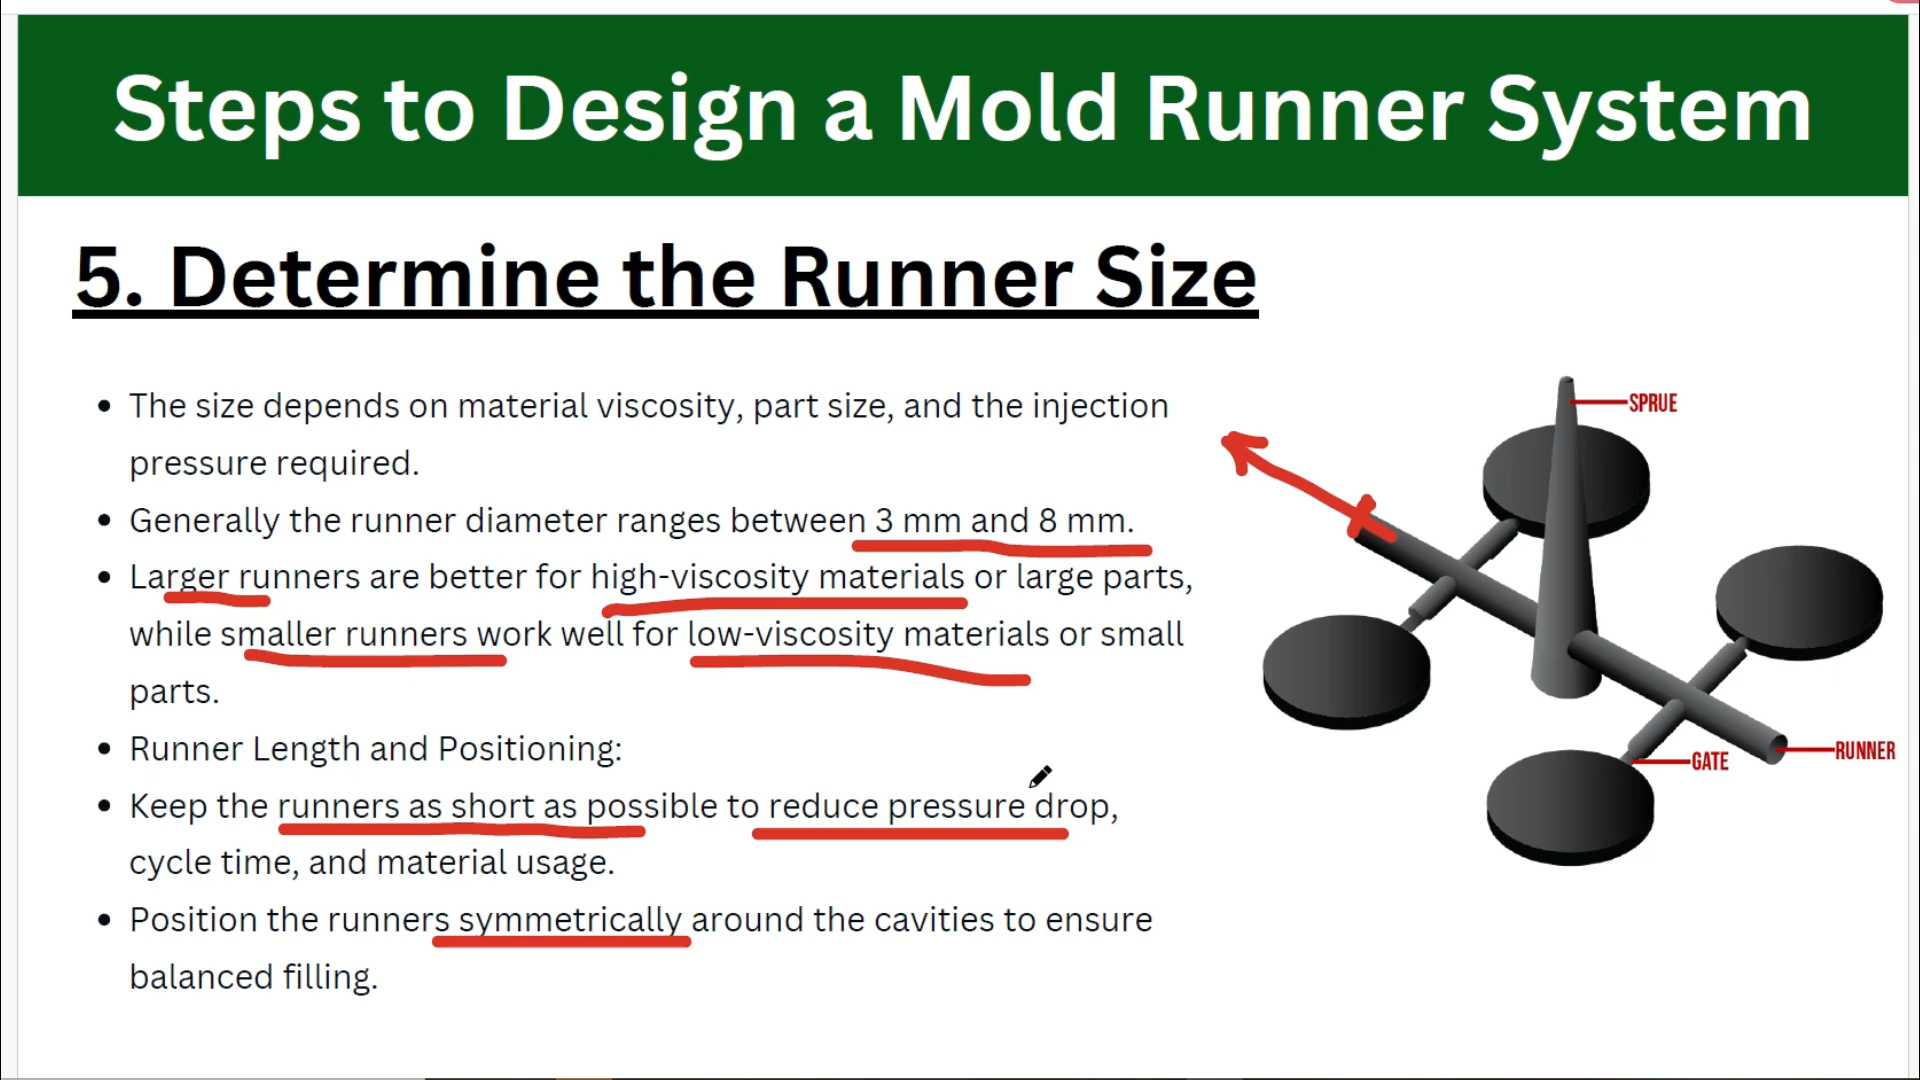 Steps to Design a Mold Runner System
5. Determine the Runner Size
• The size depends on material viscosity, part size, and the injection
pressure required.
• Generally the runner diameter ranges between 3 mm and 8 mm.
• Larger runners are better for high-viscosity materials or large parts,
while smaller runners work well for low-viscosity materials or small
parts.
• Runner Length and Positioning:
• Keep the runners as short as possible to reduce pressure drop,
cycle time, and material usage.
• Position the runners symmetrically around the cavities to ensure
balanced filling.
SPRUE
RUNNER
GATE